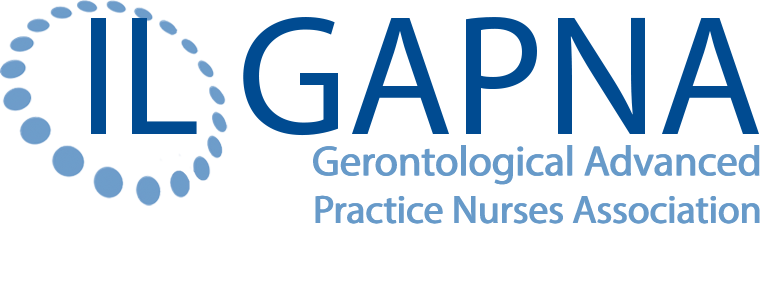 IL GAPNA
Gerontological Advanced
Practice Nurses Association